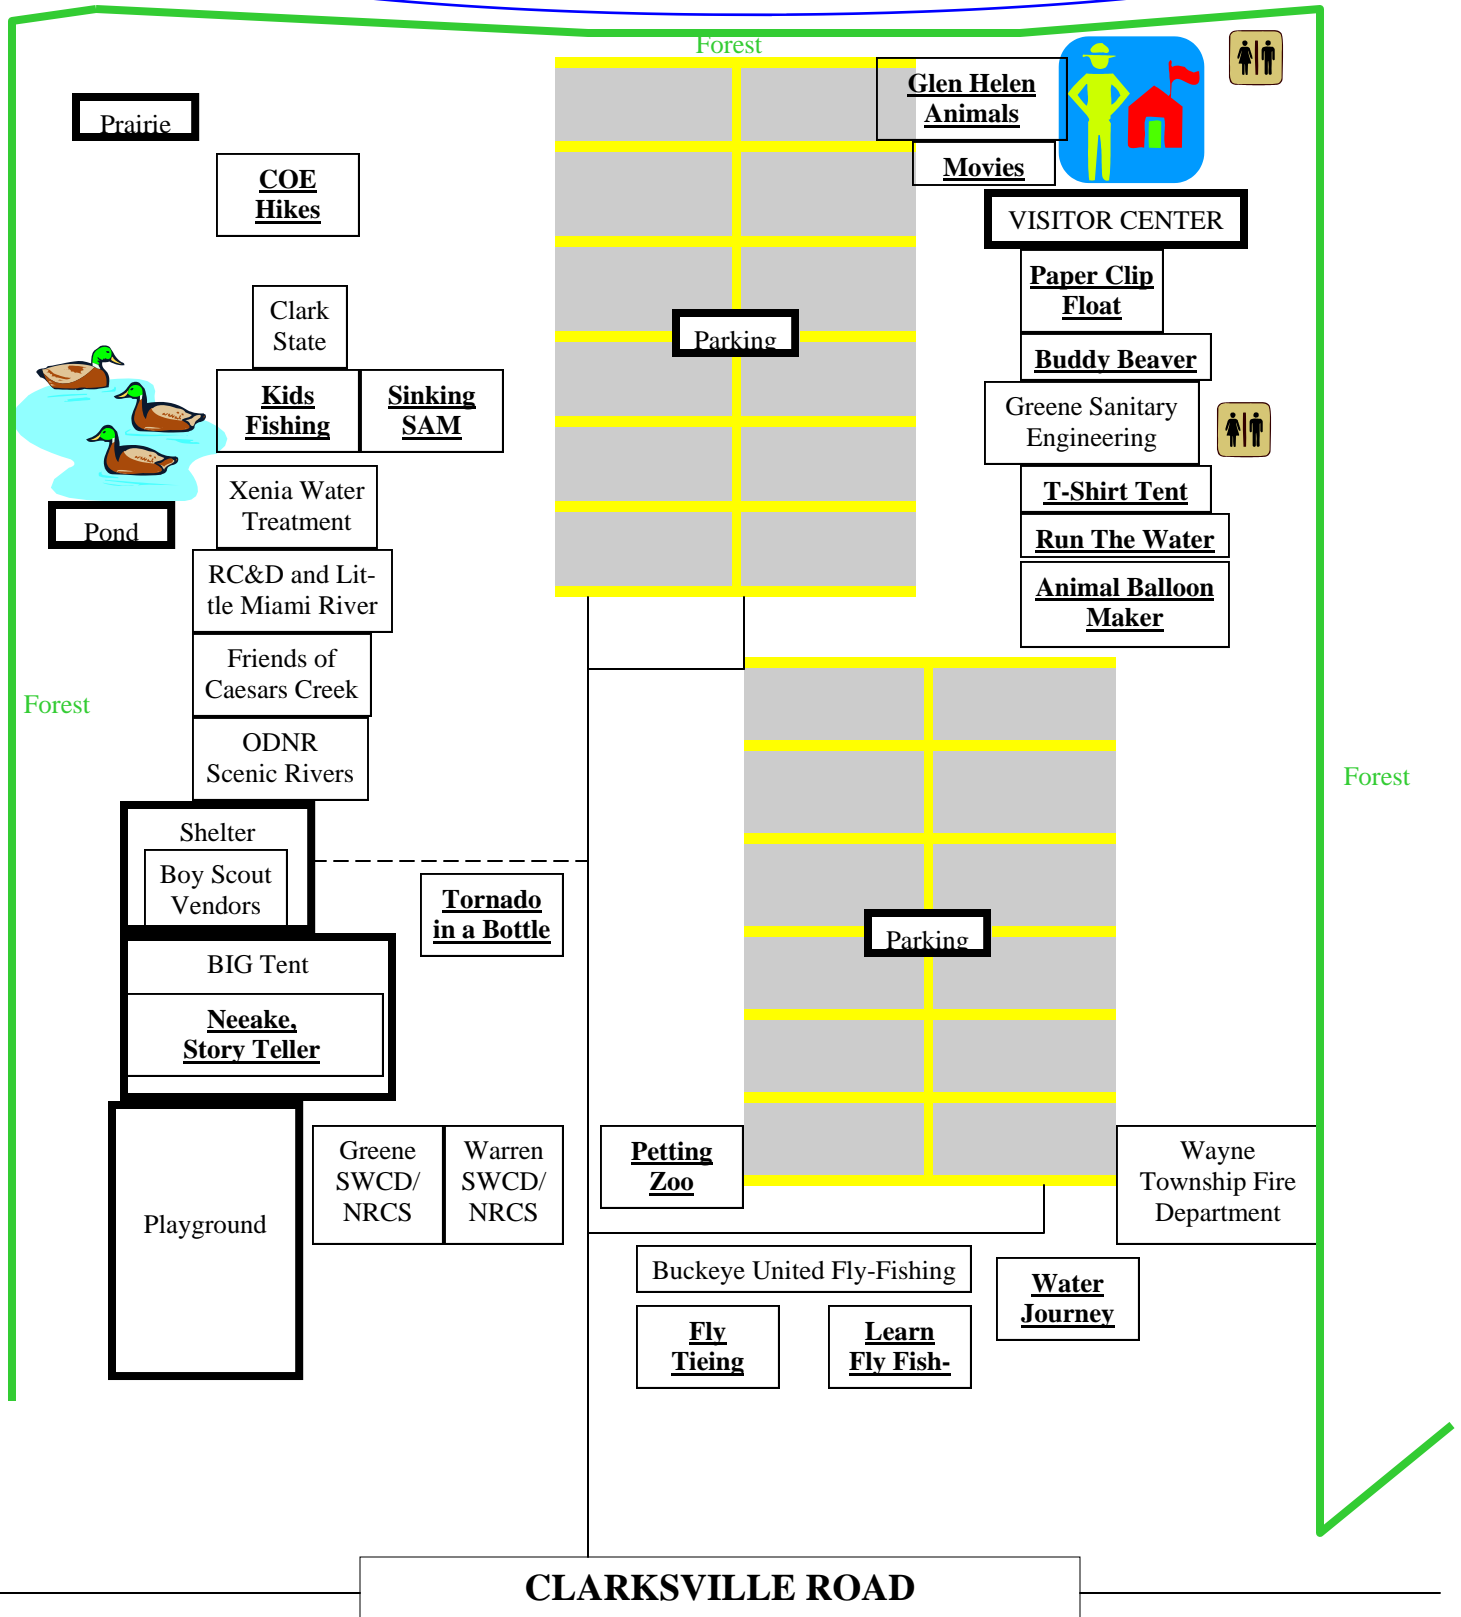 Forest
Glen Helen
Animals
Movies
Prairie
COE
Hikes
VISITOR CENTER
Paper Clip
Float
Clark
State
Parking
Buddy Beaver
Kids
Fishing
Sinking
SAM
Greene Sanitary
Engineering
Xenia Water
Treatment
T-Shirt Tent
Pond
Run The Water
RC&D and Lit-
tle Miami River
Animal Balloon
Maker
Friends of
Caesars Creek
Forest
ODNR
Scenic Rivers
Forest
Shelter
Boy Scout
Vendors
Tornado
in a Bottle
Parking
BIG Tent
Neeake,
Story Teller
Greene
SWCD/
NRCS
Warren
SWCD/
NRCS
Petting
Zoo
Wayne
Township Fire
Department
Playground
Buckeye United Fly-Fishing
Water
Journey
Fly
Tieing
Learn
Fly Fish-
CLARKSVILLE ROAD